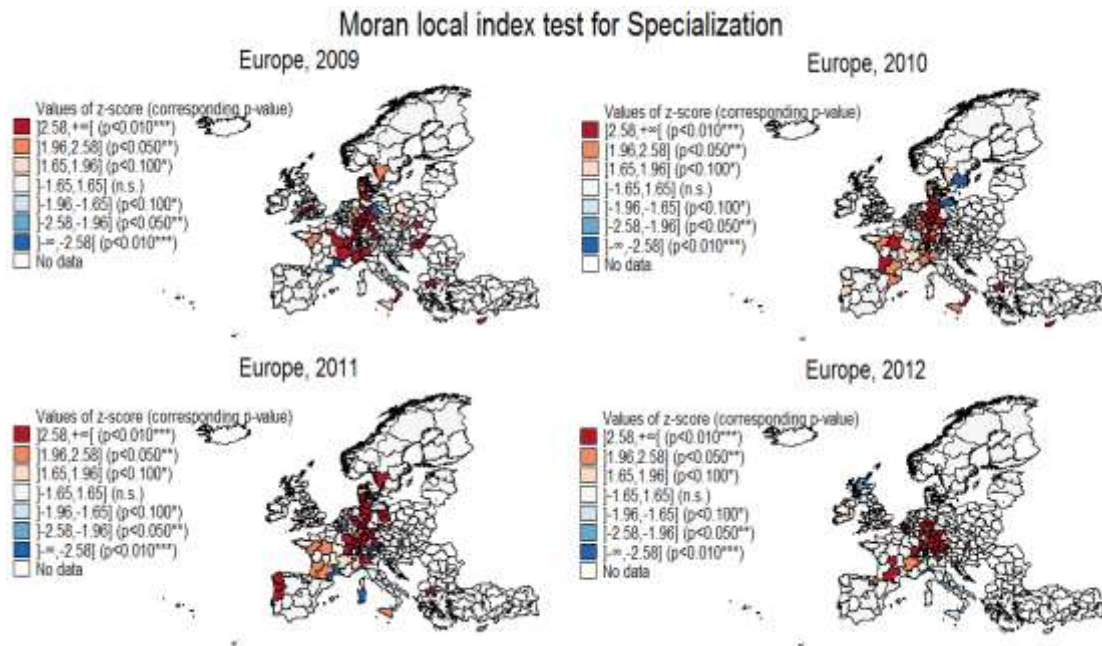 Moran local index test for Specialization
Europe, 2009
Values of z-score (corresponding p-value)
]2.58,+∞[ (p<0.010***)
]1.96,2.58] (p<0.050**)
]1.65,1.96] (p<0.100*)
]-1.65,1.65] (n.s.)
]-1.96,-1.65] (p<0.100*)
]-2.58,-1.96] (p<0.050**)
]-∞,-2.58] (p<0.010***)
No data
Europe, 2010
Values of z-score (corresponding p-value)
]2.58,+∞[ (p<0.010***)
]1.96,2.58] (p<0.050**)
]1.65,1.96] (p<0.100*)
]-1.65,1.65] (n.s.)
]-1.96,-1.65] (p<0.100*)
]-2.58,-1.96] (p<0.050**)
]-∞,-2.58] (p<0.010***)
No data
Europe, 2011
Values of z-score (corresponding p-value)
]2.58,+∞[ (p<0.010***)
]1.96,2.58] (p<0.050**)
]1.65,1.96] (p<0.100*)
]-1.65,1.65] (n.s.)
]-1.96,-1.65] (p<0.100*)
]-2.58,-1.96] (p<0.050**)
]-∞,-2.58] (p<0.010***)
No data
Europe, 2012
Values of z-score (corresponding p-value)
]2.58,+∞[ (p<0.010***)
]1.96,2.58] (p<0.050**)
]1.65,1.96] (p<0.100*)
]-1.65,1.65] (n.s.)
]-1.96,-1.65] (p<0.100*)
]-2.58,-1.96] (p<0.050**)
]-∞,-2.58] (p<0.010***)
No data